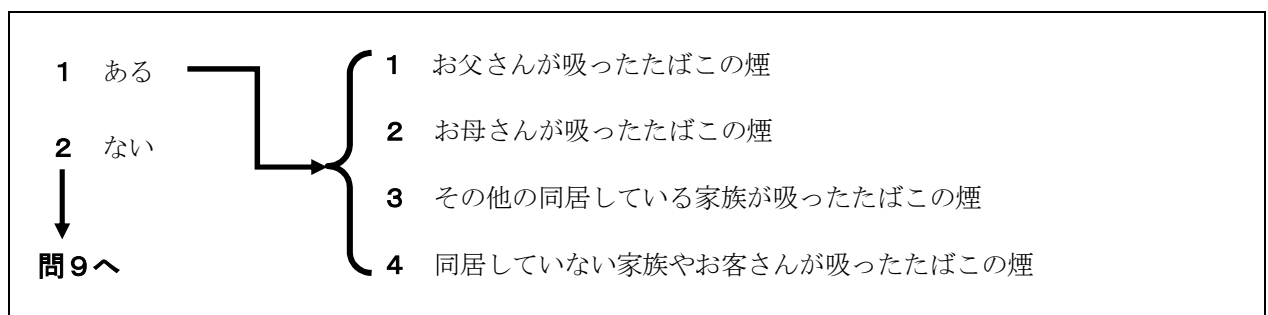 1 ある
2 ない
問9へ
1 お父さんが吸ったたばこの煙
2 お母さんが吸ったたばこの煙
3 その他の同居している家族が吸ったたばこの煙
4 同居していない家族やお客さんが吸ったたばこの煙